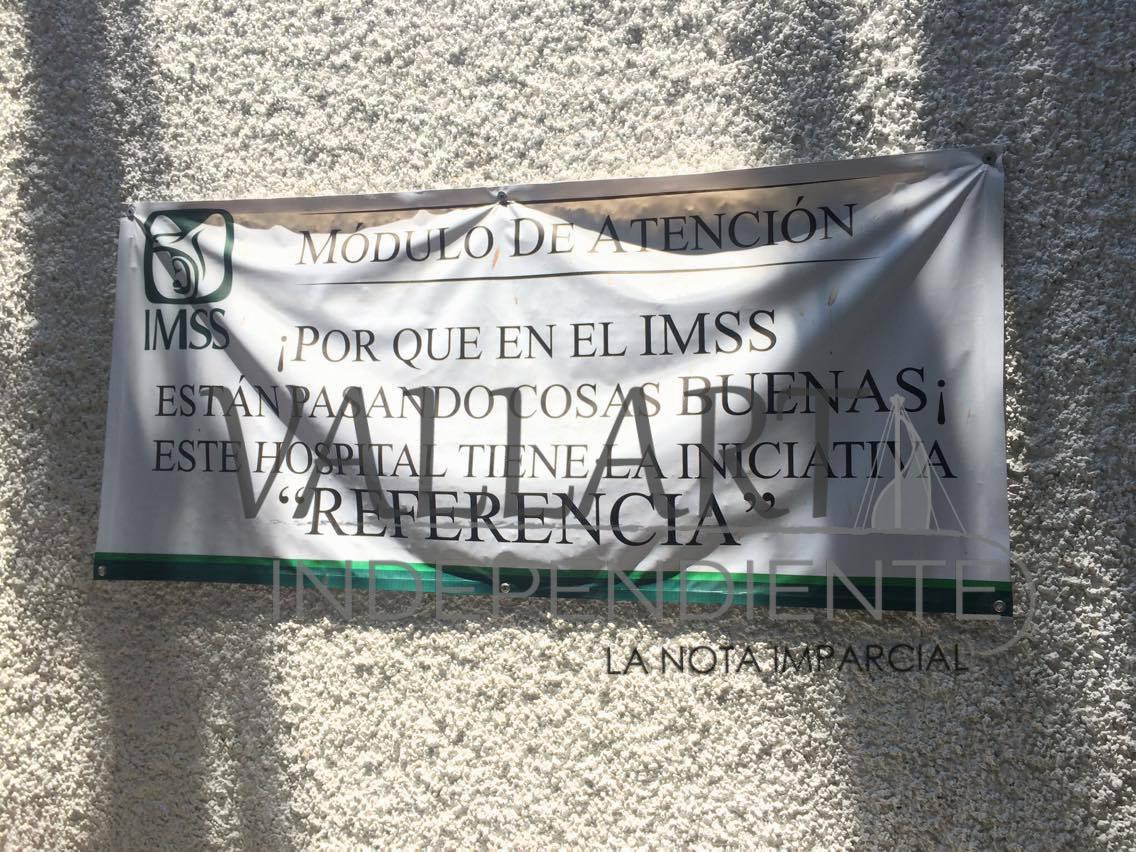 MÓDULO DE ATENCIÓN
IMSS
¡POR QUE EN EL IMSS
ESTÁN PASANDO COSAS BUENAS¡
ESTE HOSPITAL TIENE LA INICIATIVA
“REFERENCIA”
VALLARTA
INDEPENDIENTE
LA NOTA IMPARCIAL